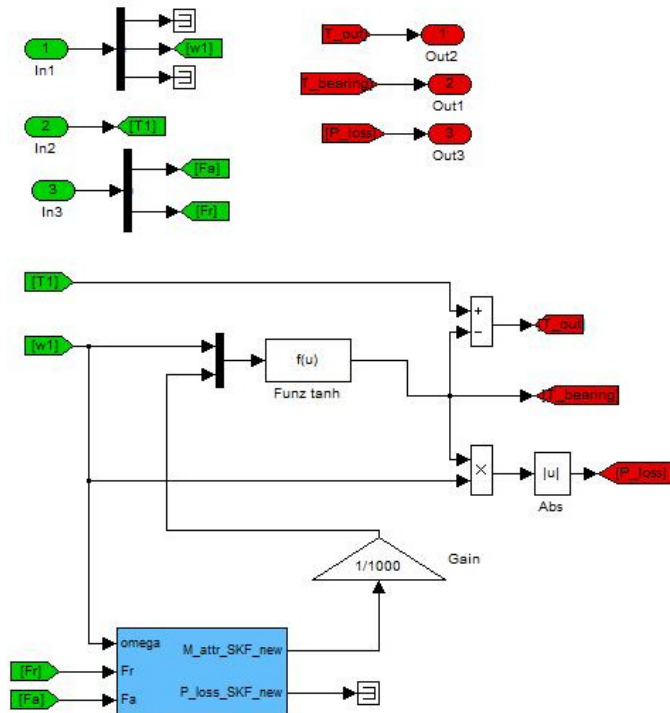 1
In1
[w1]
2
In2
[T1]
3
In3
[Fa]
[Fr]
T_out
1
Out2
T_bearing
2
Out1
[P_loss]
3
Out3
[T1]
+
−
T_out
[w1]
f(u)
Funz tanh
T_bearing
×
|u|
Abs
[P_loss]
1/1000
Gain
omega
M_attr_SKF_new
[Fr]
Fr
P_loss_SKF_new
[Fa]
Fa